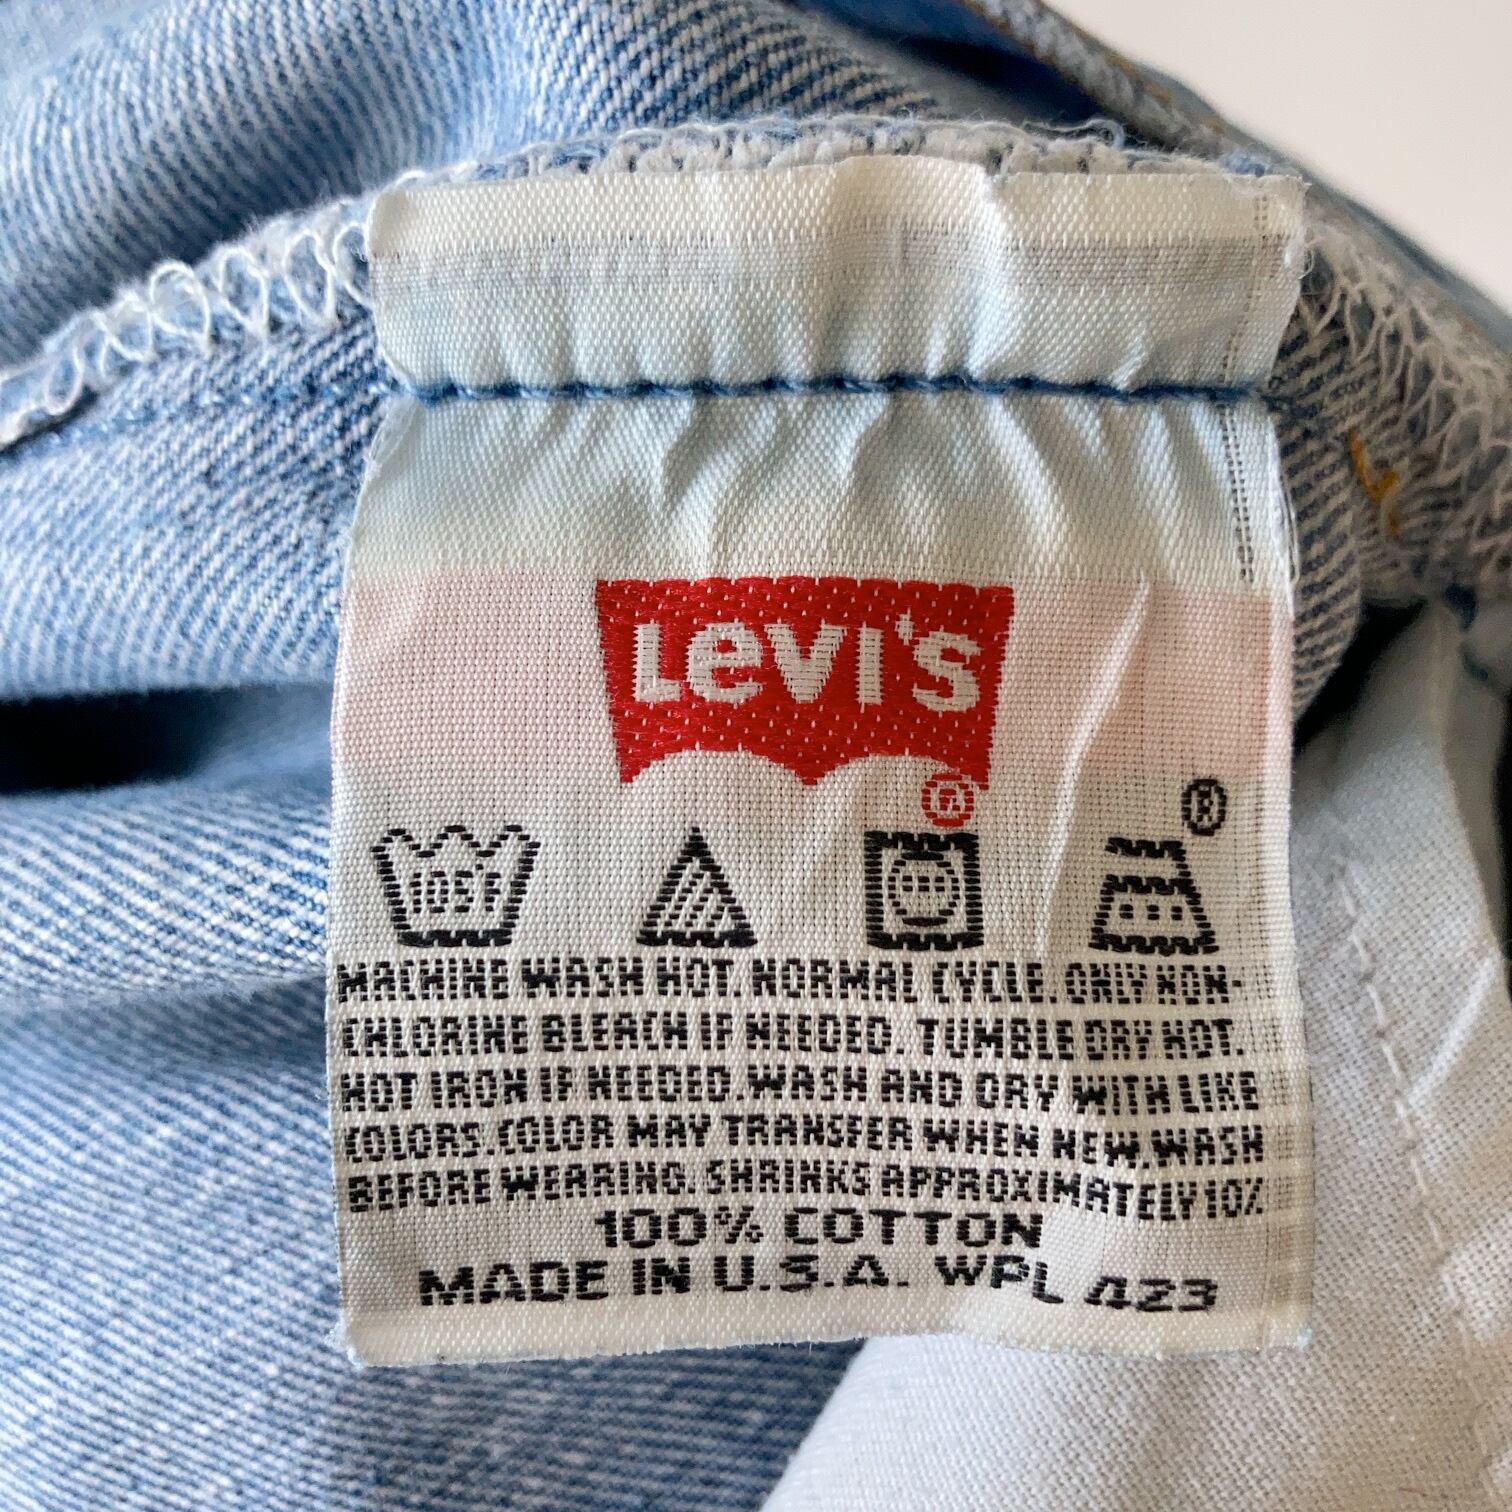 Levi's
®
®
105F
MACHINE WASH HOT. NORMAL CYCLE. ONLY NON-
CHLORINE BLEACH IF NEEDED. TUMBLE DRY HOT.
HOT IRON IF NEEDED. WASH AND DRY WITH LIKE
COLORS. COLOR MAY TRANSFER WHEN NEW. WASH
BEFORE WEARING. SHRINKS APPROXIMATELY 10%
100% COTTON
MADE IN U.S.A. WPL 423